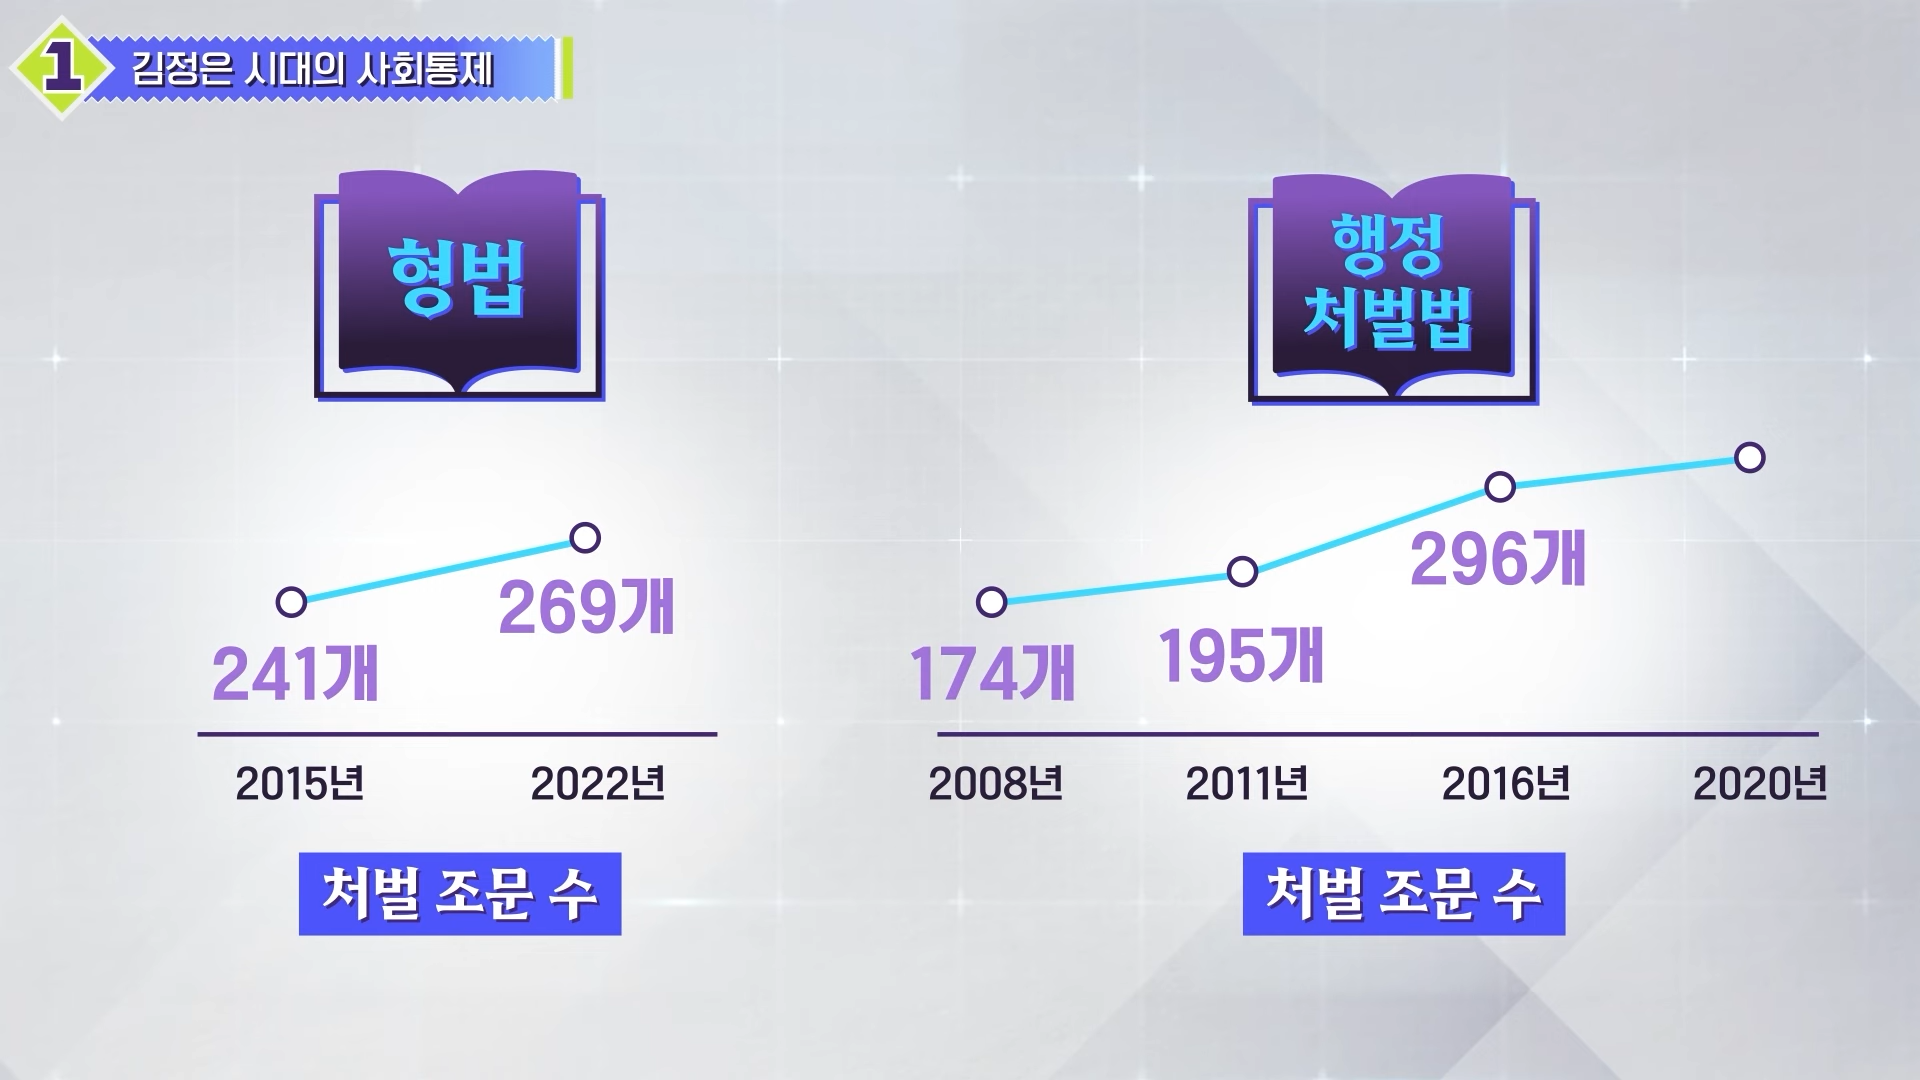 1 김정은 시대의 사회통제
형법
241개
269개
2015년 2022년
처벌 조문 수
행정
처벌법
174개
195개
296개
2008년 2011년 2016년 2020년
처벌 조문 수